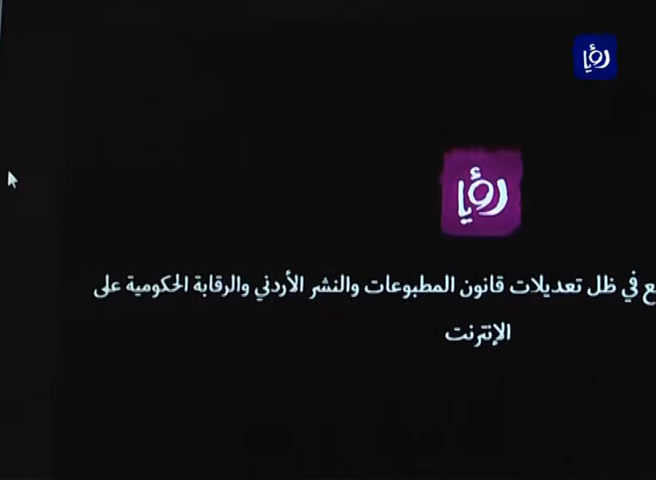 رؤيا
رؤيا
في ظل تعديلات قانون المطبوعات والنشر الأردني والرقابة الحكومية على
الإنترنت